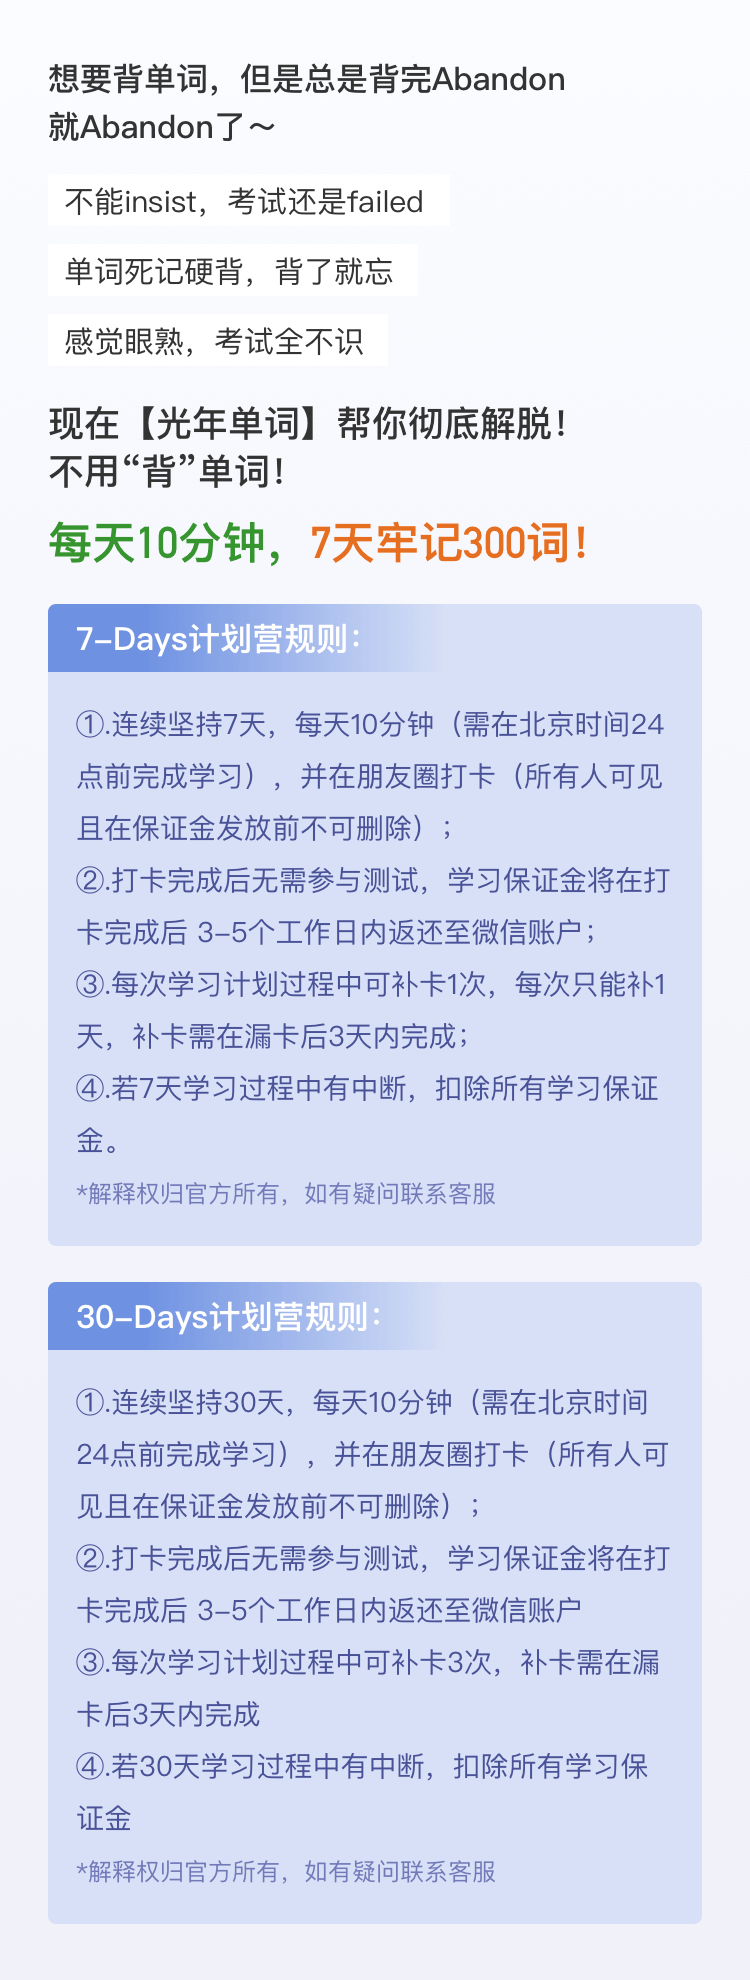 想要背单词，但是总是背完Abandon
就Abandon了～
不能insist，考试还是failed
单词死记硬背，背了就忘
感觉眼熟，考试全不识
现在【光年单词】帮你彻底解脱！
不用“背”单词！
每天10分钟，7天牢记300词！
7-Days计划营规则：
①.连续坚持7天，每天10分钟（需在北京时间24
点前完成学习），并在朋友圈打卡（所有人可见
且在保证金发放前不可删除）；
②.打卡完成后无需参与测试，学习保证金将在打
卡完成后 3-5个工作日内返还至微信账户；
③.每次学习计划过程中可补卡1次，每次只能补1
天，补卡需在漏卡后3天内完成；
④.若7天学习过程中有中断，扣除所有学习保证
金。
*解释权归官方所有，如有疑问联系客服
30-Days计划营规则：
①.连续坚持30天，每天10分钟（需在北京时间
24点前完成学习），并在朋友圈打卡（所有人可
见且在保证金发放前不可删除）；
②.打卡完成后无需参与测试，学习保证金将在打
卡完成后 3-5个工作日内返还至微信账户
③.每次学习计划过程中可补卡3次，补卡需在漏
卡后3天内完成
④.若30天学习过程中有中断，扣除所有学习保
证金
*解释权归官方所有，如有疑问联系客服